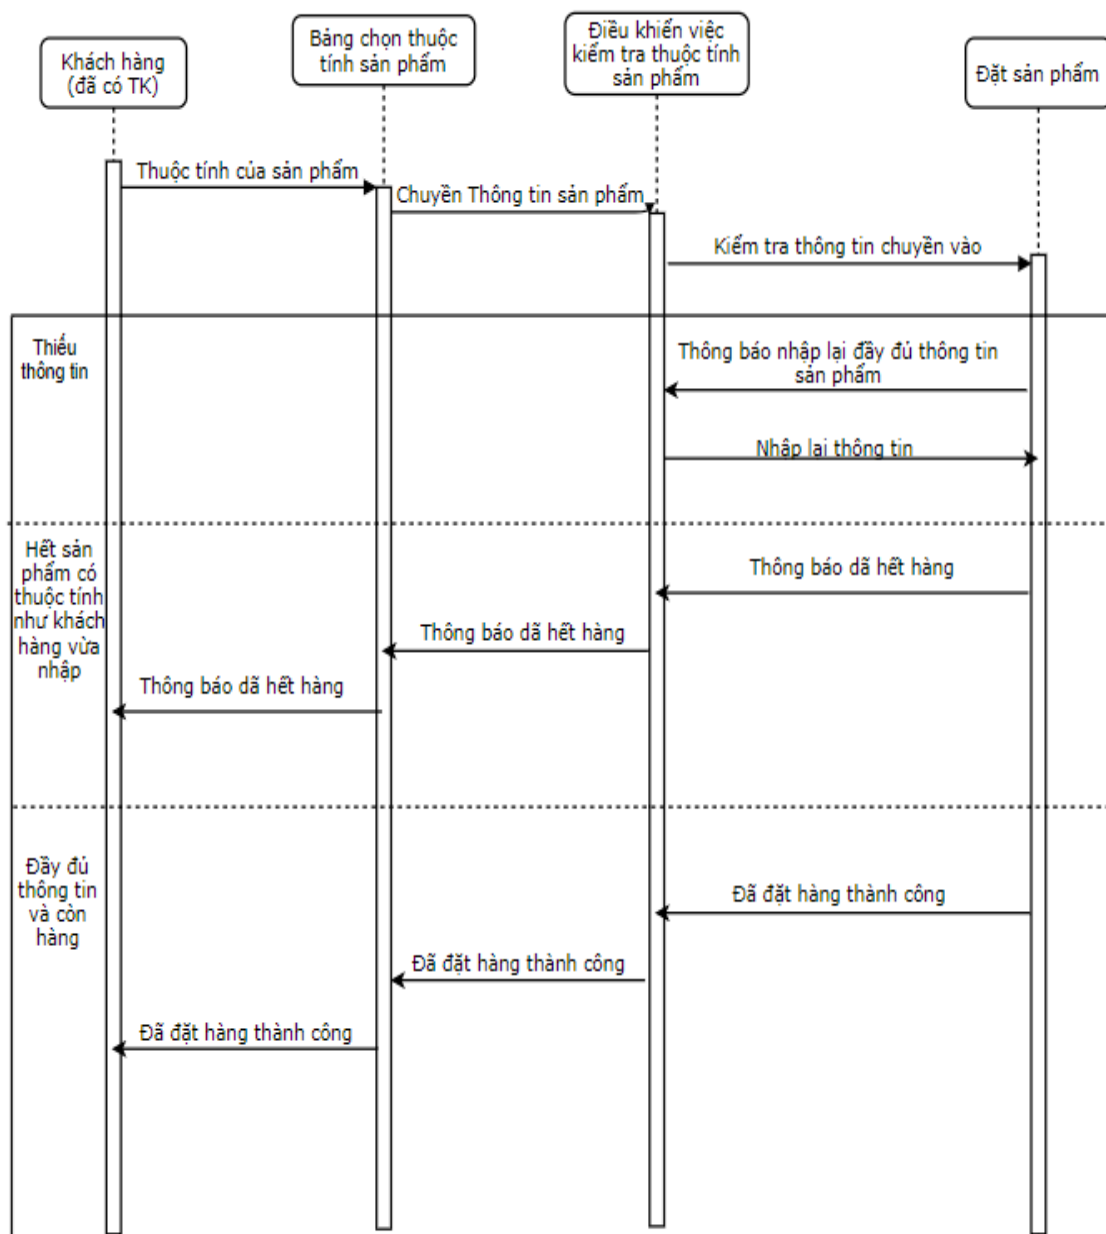 Khách hàng
(đã có TK)
Bảng chọn thuộc
tính sản phẩm
Điều khiển việc
kiểm tra thuộc tính
sản phẩm
Đặt sản phẩm
Thuộc tính của sản phẩm
Chuyền Thông tin sản phẩm
Kiểm tra thông tin chuyền vào
Thiếu
thông tin
Thông báo nhập lại đầy đủ thông tin
sản phẩm
Nhập lại thông tin
Hết sản
phẩm có
thuộc tính
như khách
hàng vừa
nhập
Thông báo dã hết hàng
Thông báo dã hết hàng
Thông báo dã hết hàng
Đầy đủ
thông tin
và còn
hàng
Đã đặt hàng thành công
Đã đặt hàng thành công
Đã đặt hàng thành công